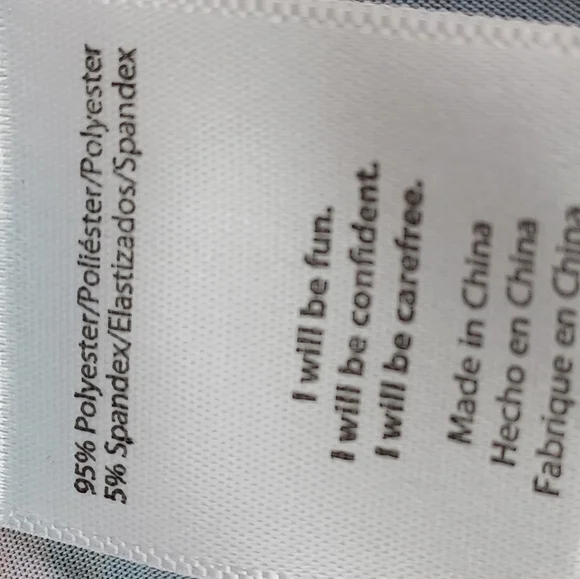 95% Polyester/Poliéster/Polyester
5% Spandex/Elastizados/Spandex
I will be fun.
I will be confident.
I will be carefree.
Made in China
Hecho en China
Fabrique en China